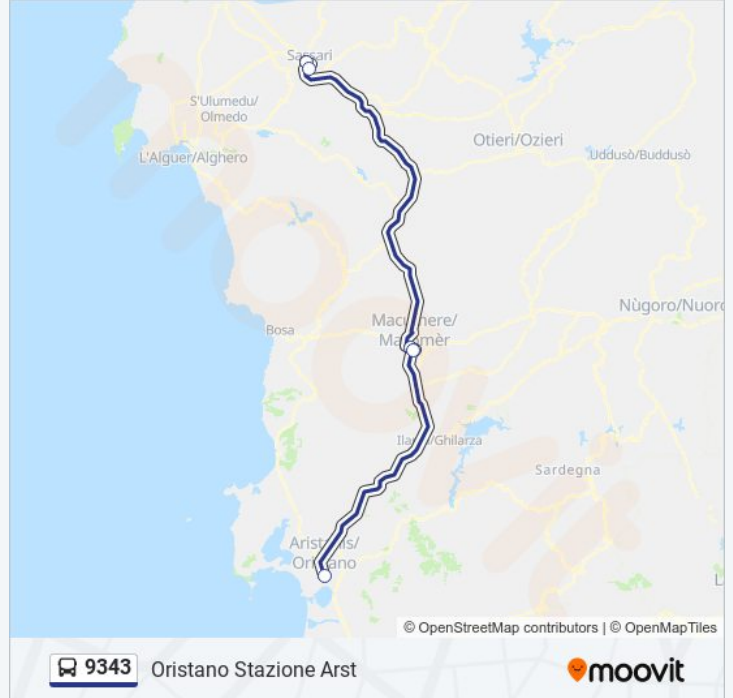 Sassari
S'Ulumedu/
Olmedo
Otieri/Ozieri
L'Alguer/Alghero
Uddusò/Buddusò
Nùgoro/Nuoro
Bosa
Sardegna
© OpenStreetMap contributors | © OpenMapTiles
9343 Oristano Stazione Arst
moovit